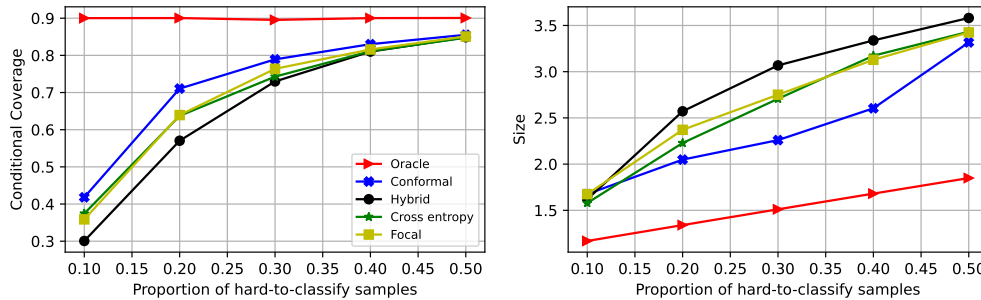 0.9
0.8
0.7
0.6
0.5
0.4
0.3
Conditional Coverage
Oracle
Conformal
Hybrid
Cross entropy
Focal
0.10 0.15 0.20 0.25 0.30 0.35 0.40 0.45 0.50
Proportion of hard-to-classify samples
3.5
3.0
2.5
2.0
1.5
Size
0.10 0.15 0.20 0.25 0.30 0.35 0.40 0.45 0.50
Proportion of hard-to-classify samples